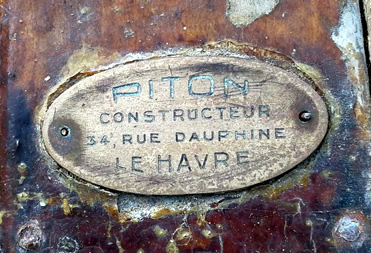 PITON
CONSTRUCTEUR
34, RUE DAUPHINE
LE HAVRE